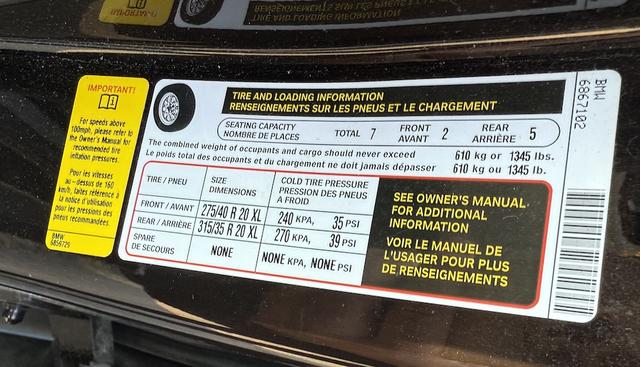 IMPORTANT!
For speeds above
100mph, please refer to
the Owner's Manual for
recommended tire
inflation pressures.
Pour les vitesses
au-dessus de 160
km/h, faites référence à
la notice d'utilisation
pour les pressions des
pneus recommandées.
BMW
6859725
TIRE AND LOADING INFORMATION
RENSEIGNEMENTS SUR LES PNEUS ET LE CHARGEMENT
SEATING CAPACITY
NOMBRE DE PLACES
TOTAL 7
FRONT
AVANT 2
REAR
ARRIÈRE 5
The combined weight of occupants and cargo should never exceed 610 kg or 1345 lbs.
Le poids total des occupants et du chargement ne doit jamais dépasser 610 kg ou 1345 lb.
TIRE / PNEU
SIZE
DIMENSIONS
COLD TIRE PRESSURE
PRESSION DES PNEUS
A FROID
FRONT / AVANT 275/40 R 20 XL 240 KPA, 35 PSI
REAR / ARRIÈRE 315/35 R 20 XL 270 KPA, 39 PSI
SPARE
DE SECOURS NONE NONE KPA, NONE PSI
SEE OWNER'S MANUAL
FOR ADDITIONAL
INFORMATION
VOIR LE MANUEL DE
L'USAGER POUR PLUS
DE RENSEIGNEMENTS
BMW
6867102